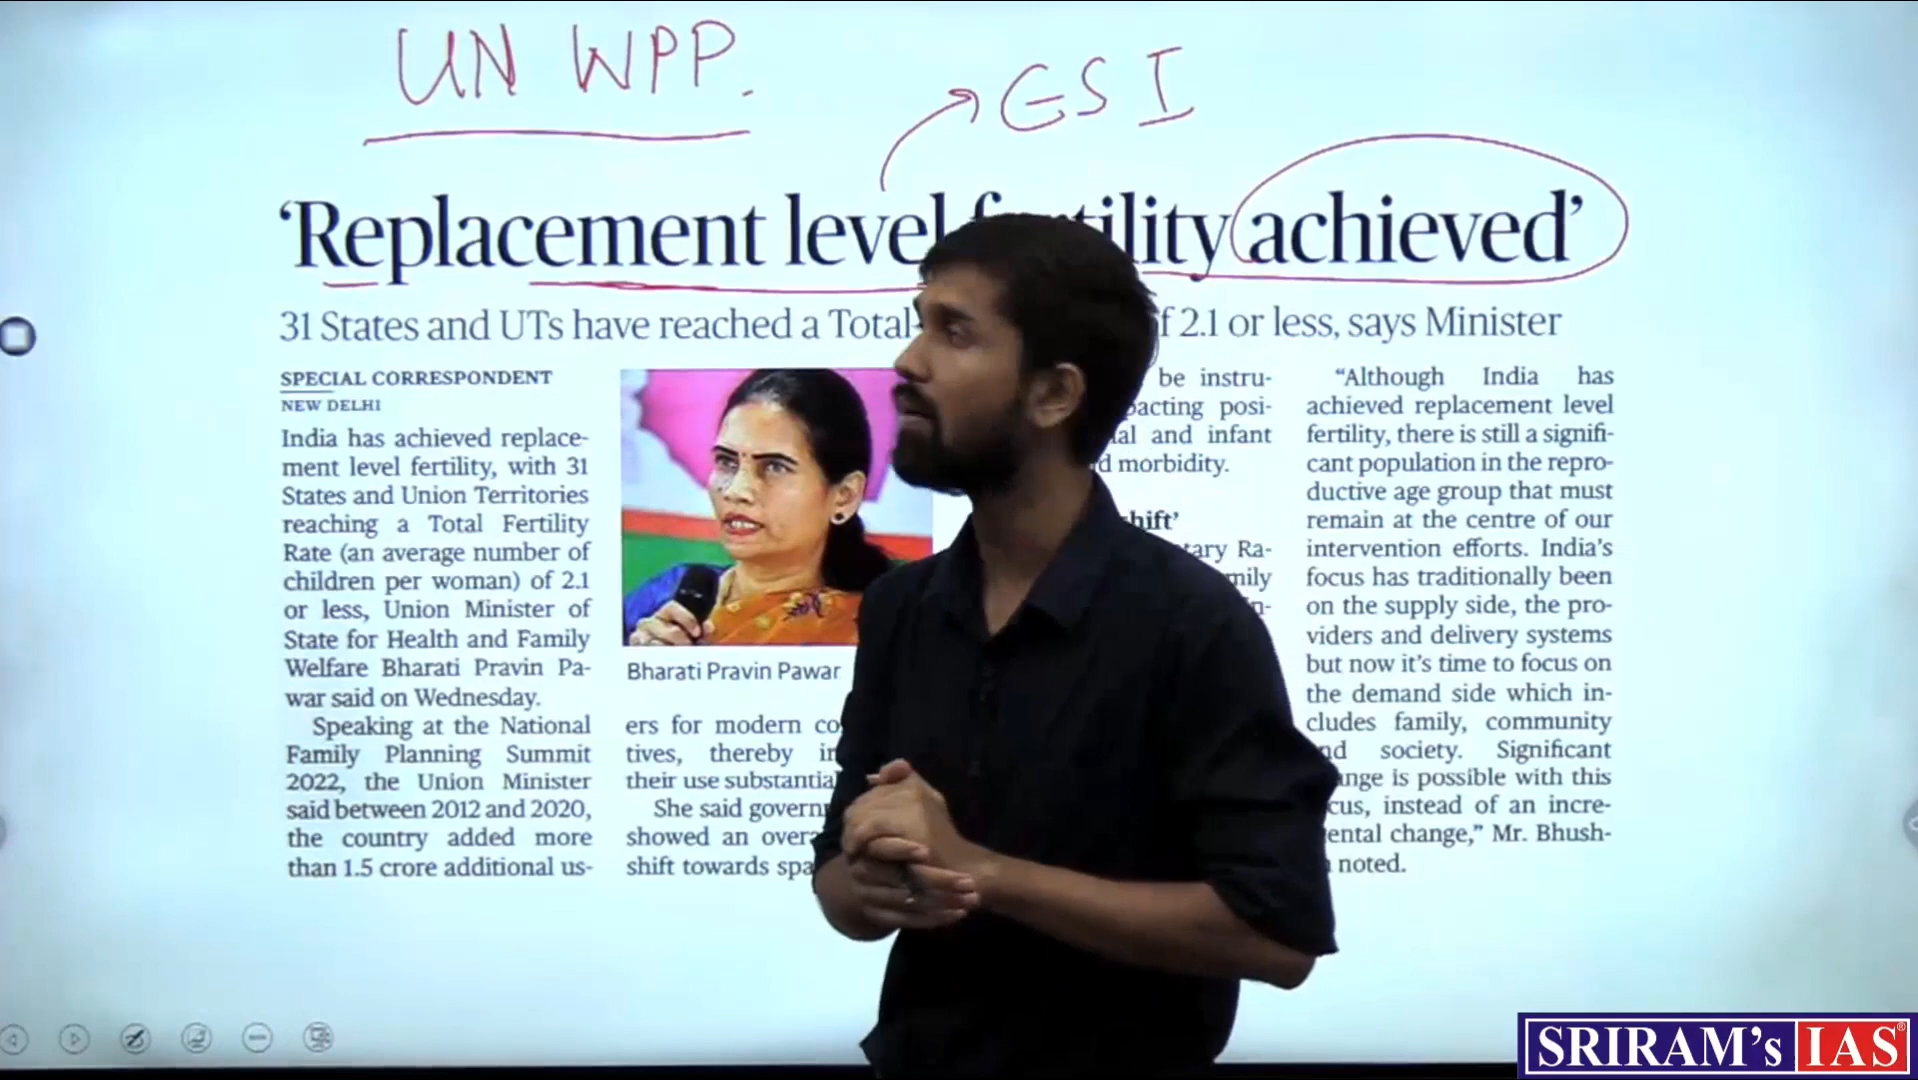 UN WPP.
GSI
‘Replacement level fertility achieved’
31 States and UTs have reached a Total
of 2.1 or less, says Minister
SPECIAL CORRESPONDENT
NEW DELHI
India has achieved replace-
ment level fertility, with 31
States and Union Territories
reaching a Total Fertility
Rate (an average number of
children per woman) of 2.1
or less, Union Minister of
State for Health and Family
Welfare Bharati Pravin Pa-
war said on Wednesday.
Speaking at the National
Family Planning Summit
2022, the Union Minister
said between 2012 and 2020,
the country added more
than 1.5 crore additional us-
Bharati Pravin Pawar
ers for modern co
tives, thereby in
their use substantial
She said govern
showed an overa
shift towards spa
be instru-
pacting posi-
al and infant
d morbidity.
shift’
tary Ra-
mily
In-
“Although India has
achieved replacement level
fertility, there is still a signifi-
cant population in the repro-
ductive age group that must
remain at the centre of our
intervention efforts. India’s
focus has traditionally been
on the supply side, the pro-
viders and delivery systems
but now it’s time to focus on
the demand side which in-
cludes family, community
nd society. Significant
ange is possible with this
cus, instead of an incre-
ental change,” Mr. Bhush-
noted.
SRIRAM’s IAS®